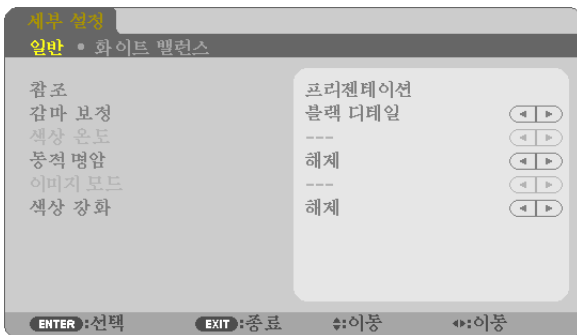 세부 설정
일반 • 화이트 밸런스
참조 프리젠테이션
감마 보정 블랙 디테일
색상 온도 ---
동적 명암 해제
이미지 모드 ---
색상 강화 해제
ENTER :선택 EXIT :종료 :이동 :이동